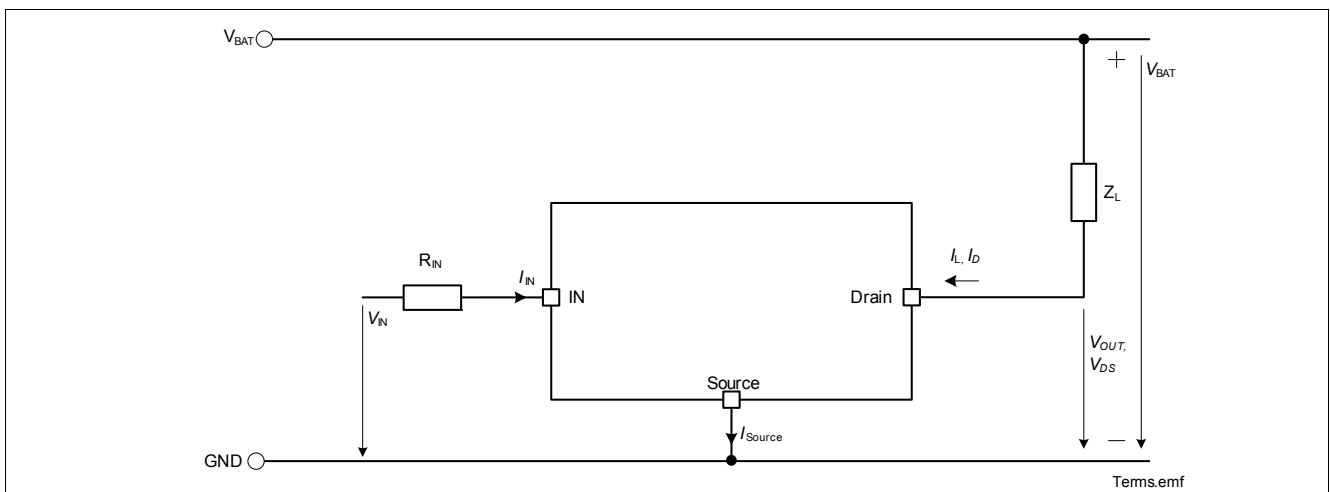 VBAT
+
VBAT
ZL
RIN
IIN
IL, ID
IN
Drain
VIN
VOUT,
VDS
Source
ISource
GND
–
Terms.emf